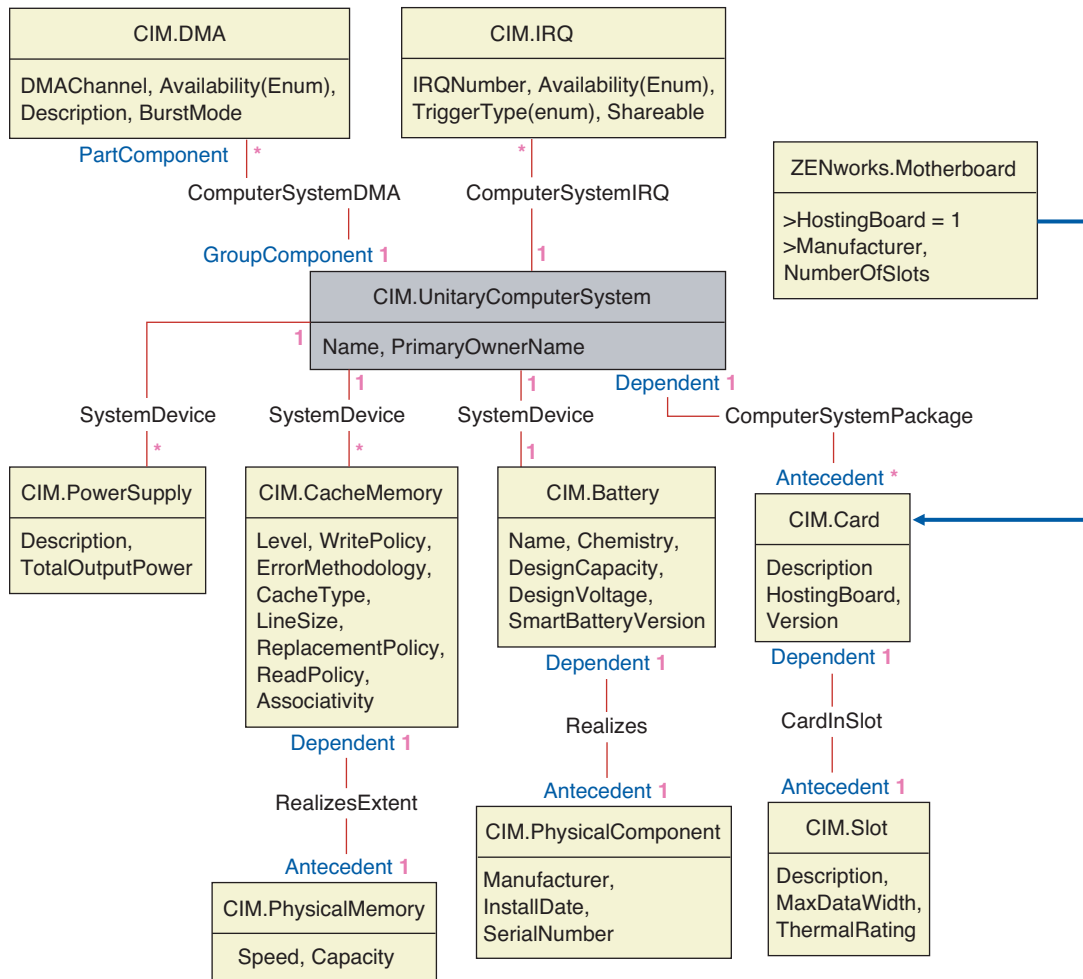 CIM.DMA
DMAChannel, Availability(Enum),
Description, BurstMode
CIM.IRQ
IRQNumber, Availability(Enum),
TriggerType(enum), Shareable
PartComponent *
*
ZENworks.Motherboard
>HostingBoard = 1
>Manufacturer,
NumberOfSlots
ComputerSystemDMA
ComputerSystemIRQ
GroupComponent 1
1
CIM.UnitaryComputerSystem
Name, PrimaryOwnerName
1
1
1
Dependent 1
SystemDevice
SystemDevice
SystemDevice
ComputerSystemPackage
*
*
1
Antecedent *
CIM.PowerSupply
Description,
TotalOutputPower
CIM.CacheMemory
Level, WritePolicy,
ErrorMethodology,
CacheType,
LineSize,
ReplacementPolicy,
ReadPolicy,
Associativity
CIM.Battery
Name, Chemistry,
DesignCapacity,
DesignVoltage,
SmartBatteryVersion
CIM.Card
Description
HostingBoard,
Version
Dependent 1
Dependent 1
Dependent 1
RealizesExtent
Realizes
CardInSlot
Antecedent 1
Antecedent 1
Antecedent 1
CIM.PhysicalMemory
Speed, Capacity
CIM.PhysicalComponent
Manufacturer,
InstallDate,
SerialNumber
CIM.Slot
Description,
MaxDataWidth,
ThermalRating